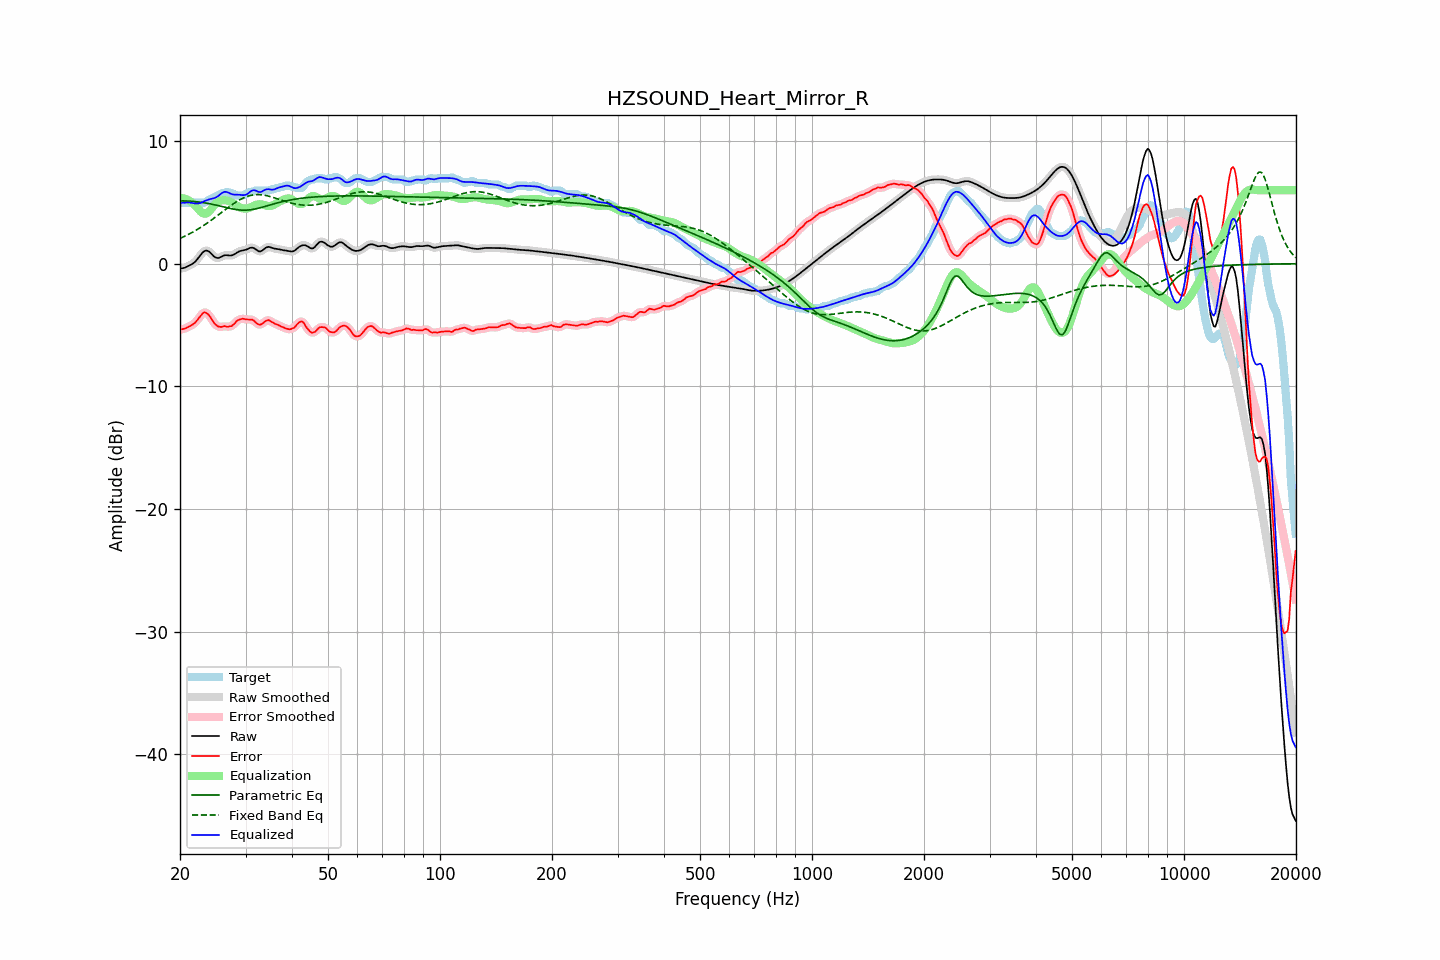 HZSOUND_Heart_Mirror_R
Amplitude (dBr)
10
0
−10
−20
−30
−40
Target
Raw Smoothed
Error Smoothed
Raw
Error
Equalization
Parametric Eq
Fixed Band Eq
Equalized
20 50 100 200 500 1000 2000 5000 10000 20000
Frequency (Hz)